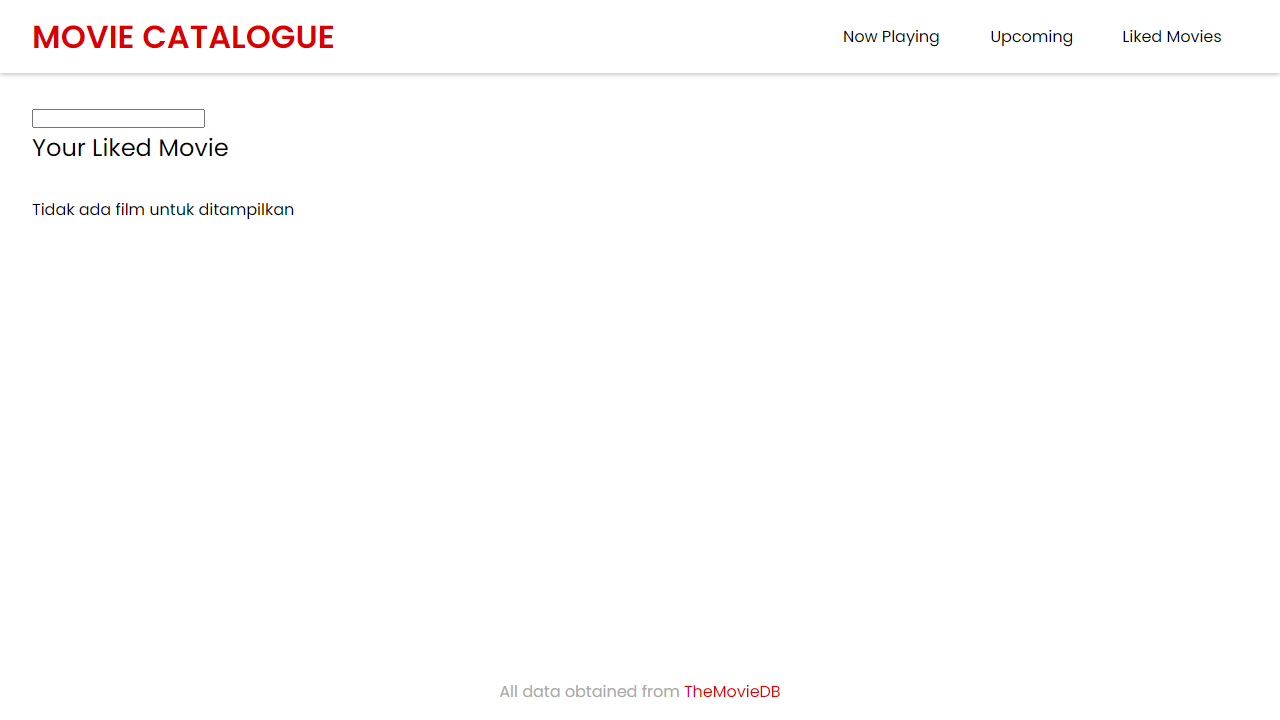 MOVIE CATALOGUE
Now Playing
Upcoming
Liked Movies
Your Liked Movie
Tidak ada film untuk ditampilkan
All data obtained from TheMovieDB